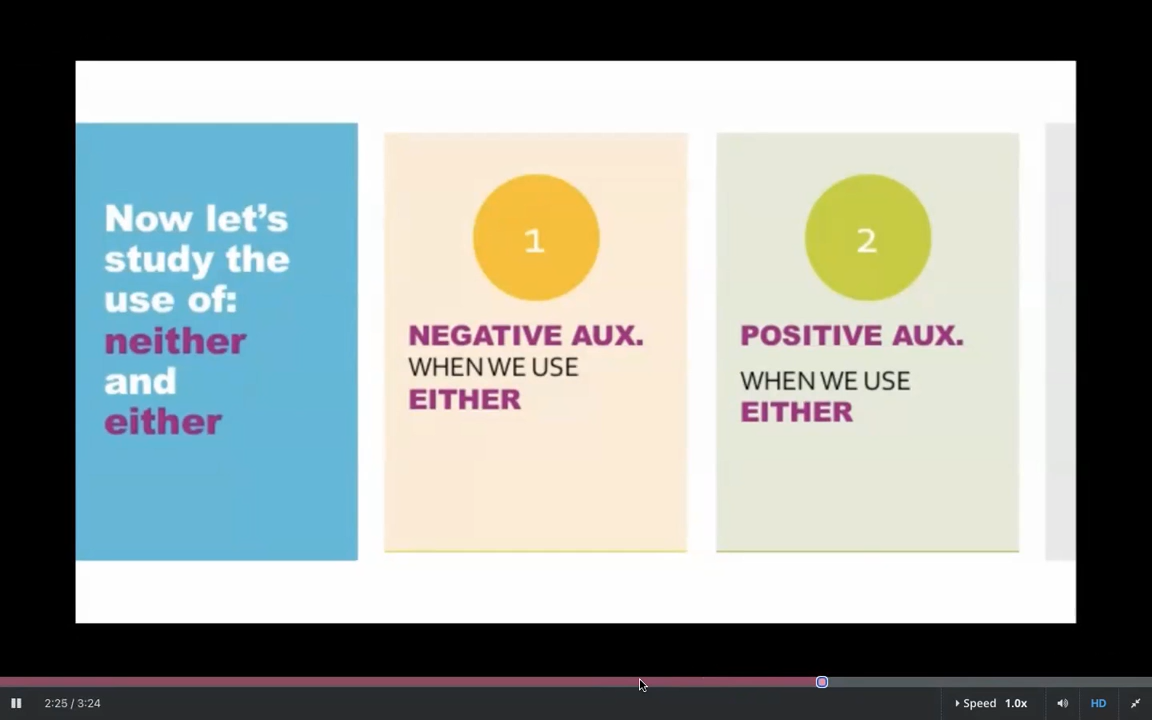 Now let's
study the
use of:
neither
and
either
1
NEGATIVE AUX.
WHEN WE USE
EITHER
2
POSITIVE AUX.
WHEN WE USE
EITHER
2:25 / 3:24
Speed 1.0x
HD